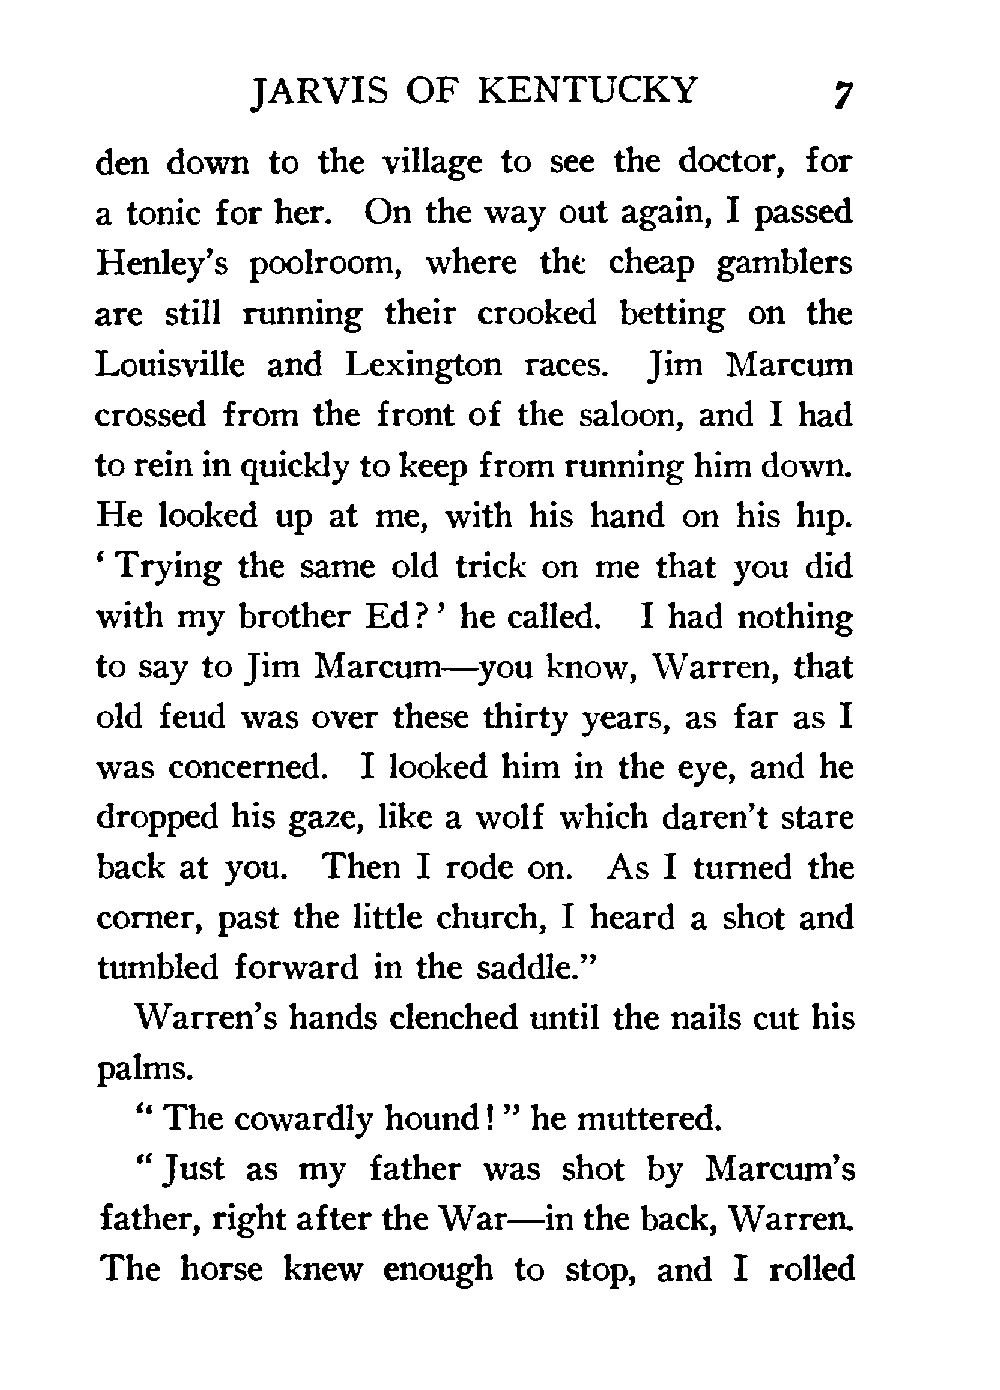 JARVIS OF KENTUCKY 7
den down to the village to see the doctor, for
a tonic for her. On the way out again, I passed
Henley's poolroom, where the cheap gamblers
are still running their crooked betting on the
Louisville and Lexington races. Jim Marcum
crossed from the front of the saloon, and I had
to rein in quickly to keep from running him down.
He looked up at me, with his hand on his hip.
‘ Trying the same old trick on me that you did
with my brother Ed? ’ he called. I had nothing
to say to Jim Marcum—you know, Warren, that
old feud was over these thirty years, as far as I
was concerned. I looked him in the eye, and he
dropped his gaze, like a wolf which daren't stare
back at you. Then I rode on. As I turned the
corner, past the little church, I heard a shot and
tumbled forward in the saddle.”
Warren's hands clenched until the nails cut his
palms.
“ The cowardly hound! ” he muttered.
“ Just as my father was shot by Marcum's
father, right after the War—in the back, Warren.
The horse knew enough to stop, and I rolled